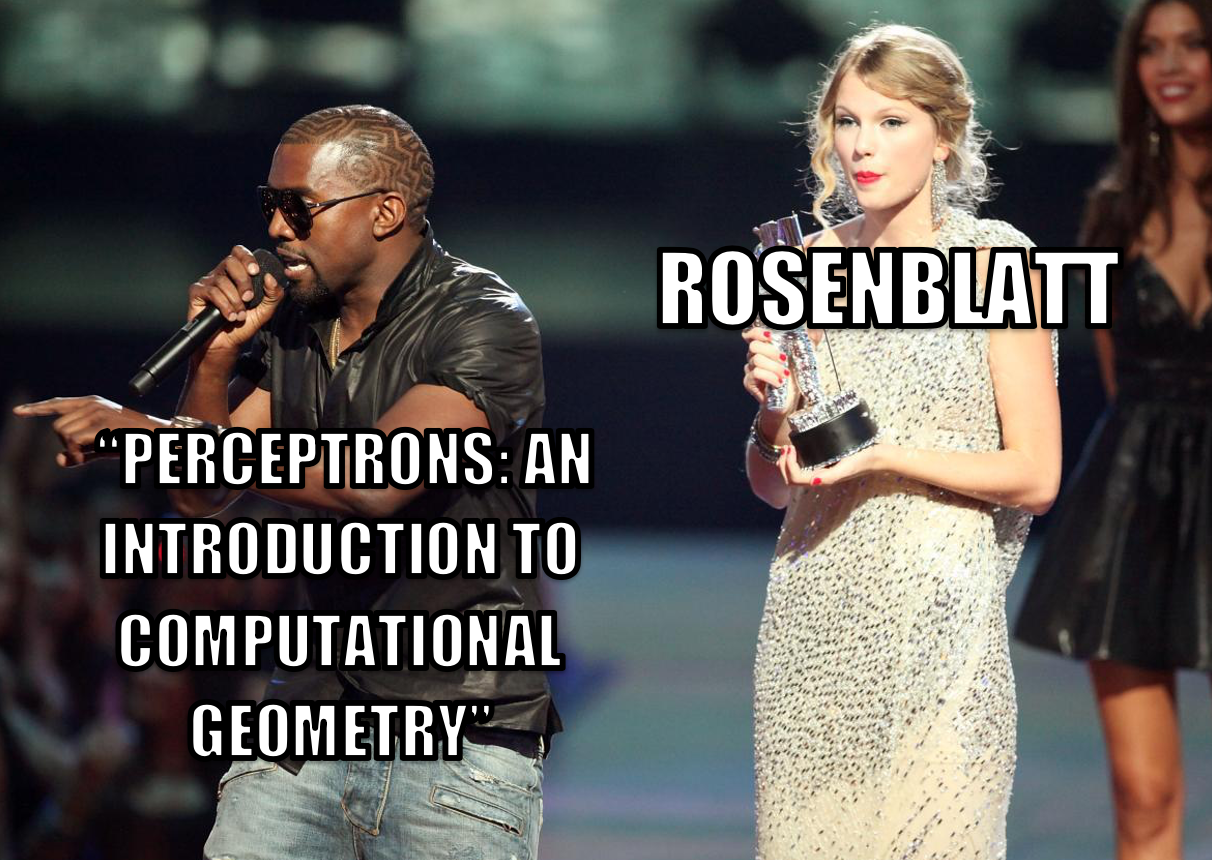 ROSENBLATT
“PERCEPTRONS: AN
INTRODUCTION TO
COMPUTATIONAL
GEOMETRY”